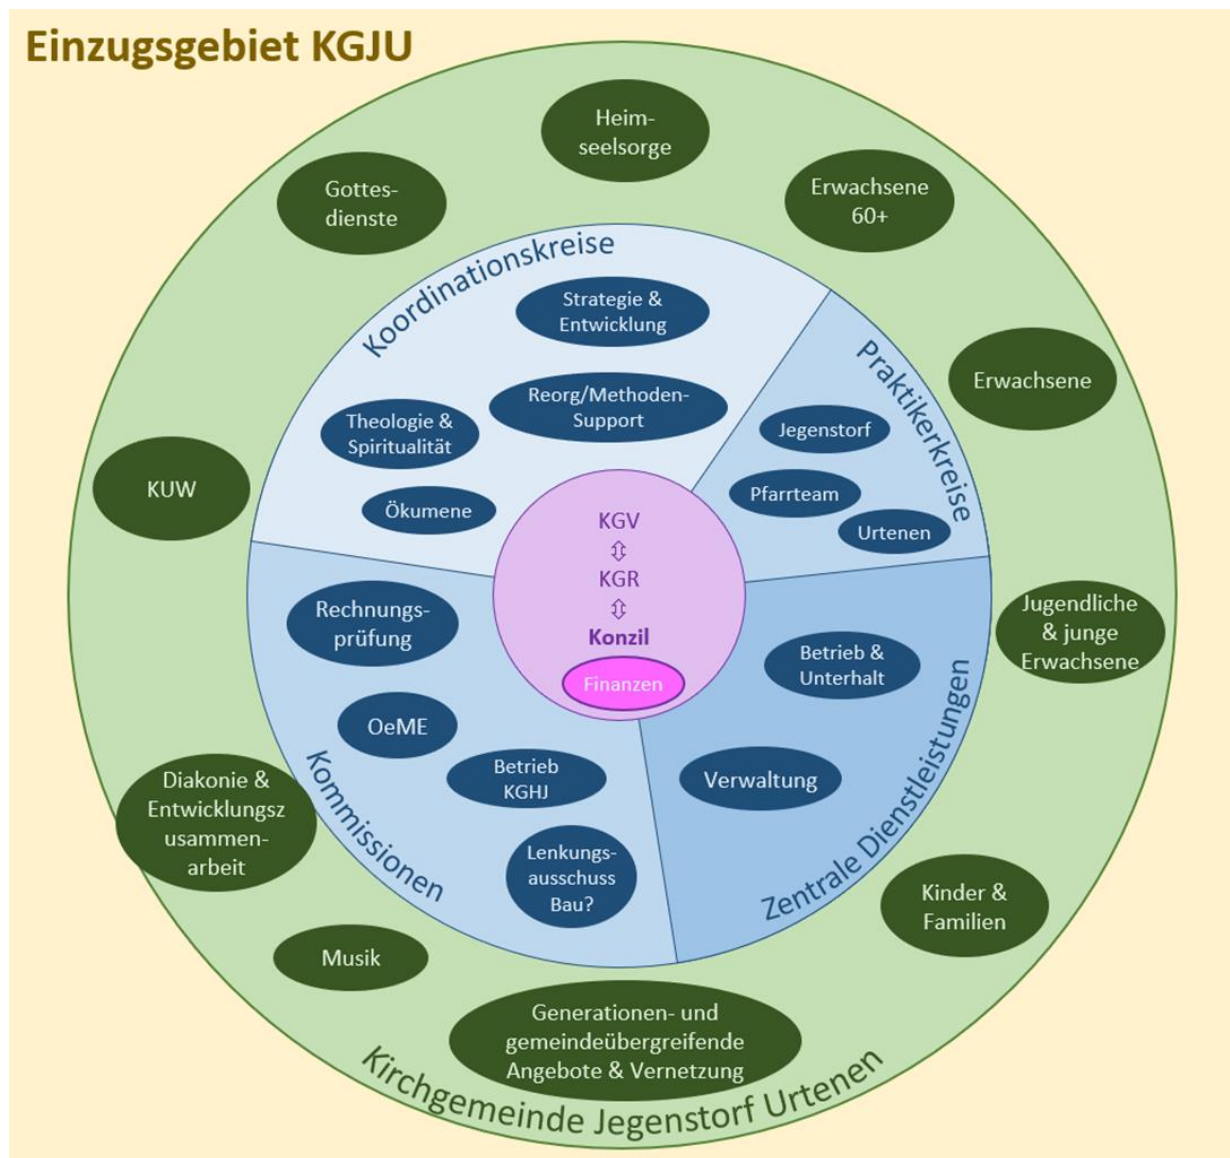 Einzugsgebiet KGJU
Heim-
seelsorge
Gottes-
dienste
Erwachsene
60+
Erwachsene
KUW
Jugendliche
& junge
Erwachsene
Diakonie &
Entwicklungsz
usammen-
arbeit
Kinder &
Familien
Musik
Generationen- und
gemeindeübergreifende
Angebote & Vernetzung
Kirchgemeinde Jegenstorf Urtenen
Koordinationskreise
Strategie &
Entwicklung
Reorg/Methoden-
Support
Theologie &
Spiritualität
Ökumene
Praktikerkreise
Jegenstorf
Pfarrteam
Urtenen
KGV
⇳
KGR
⇳
Konzil
Finanzen
Rechnungs-
prüfung
OeME
Betrieb
KGHJ
Lenkungs-
ausschuss
Bau?
Kommissionen
Betrieb &
Unterhalt
Verwaltung
Zentrale Dienstleistungen